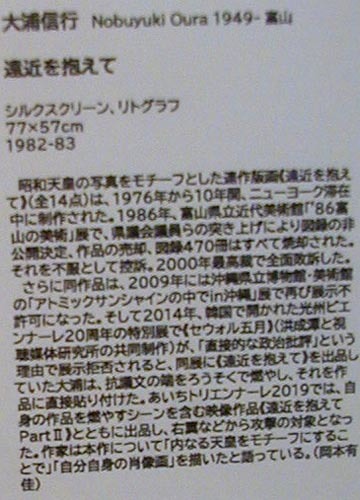 大浦信行 Nobuyuki Oura 1949- 富山
遠近を抱えて
シルクスクリーン、リトグラフ
77×57cm
1982-83
昭和天皇の写真をモチーフとした連作版画《遠近を抱え
て》(全14点)は、1976年から10年間、ニューヨーク滞在
中に制作された。1986年、富山県立近代美術館「'86富
山の美術」展で、県議会議員らの突き上げにより図録の非
公開決定、作品の売却、図録470冊はすべて焼却された。
それを不服として控訴。2000年最高裁で全面敗訴した。
さらに同作品は、2009年には沖縄県立博物館・美術館
の「アトミックサンシャインの中でin沖縄」展で再び展示不
許可になった。そして2014年、韓国で開かれた光州ビエ
ンナーレ20周年の特別展で《セウォル五月》(洪成潭と視
聴媒体研究所の共同制作)が、「直接的な政治批評」という
理由で展示拒否されると、同展に《遠近を抱えて》を出品し
ていた大浦は、抗議文の端をろうそくで燃やし、それを作
品に直接貼り付けた。あいちトリエンナーレ2019では、自
身の作品を燃やすシーンを含む映像作品《遠近を抱えて
PartⅡ》とともに出品し、右翼などから攻撃の対象となっ
た。作家は本作について「内なる天皇をモチーフにするこ
とで」「自分自身の肖像画」を描いたと語っている。(岡本有
佳)